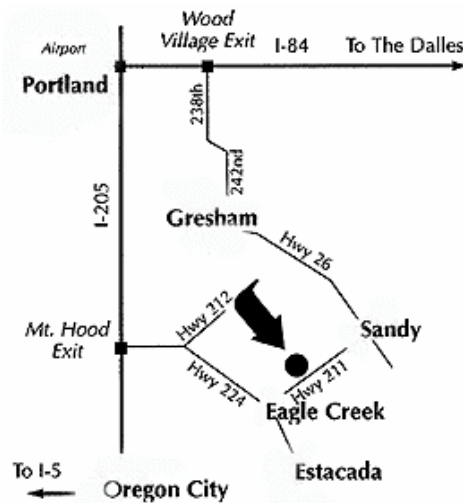 Wood
Village Exit
I-84
To The Dalles
Airport
Portland
238th
242nd
I-205
Gresham
Hwy 26
Hwy 212
Mt. Hood
Exit
Sandy
Hwy 224
Hwy 211
Eagle Creek
Estacada
To I-5
Oregon City